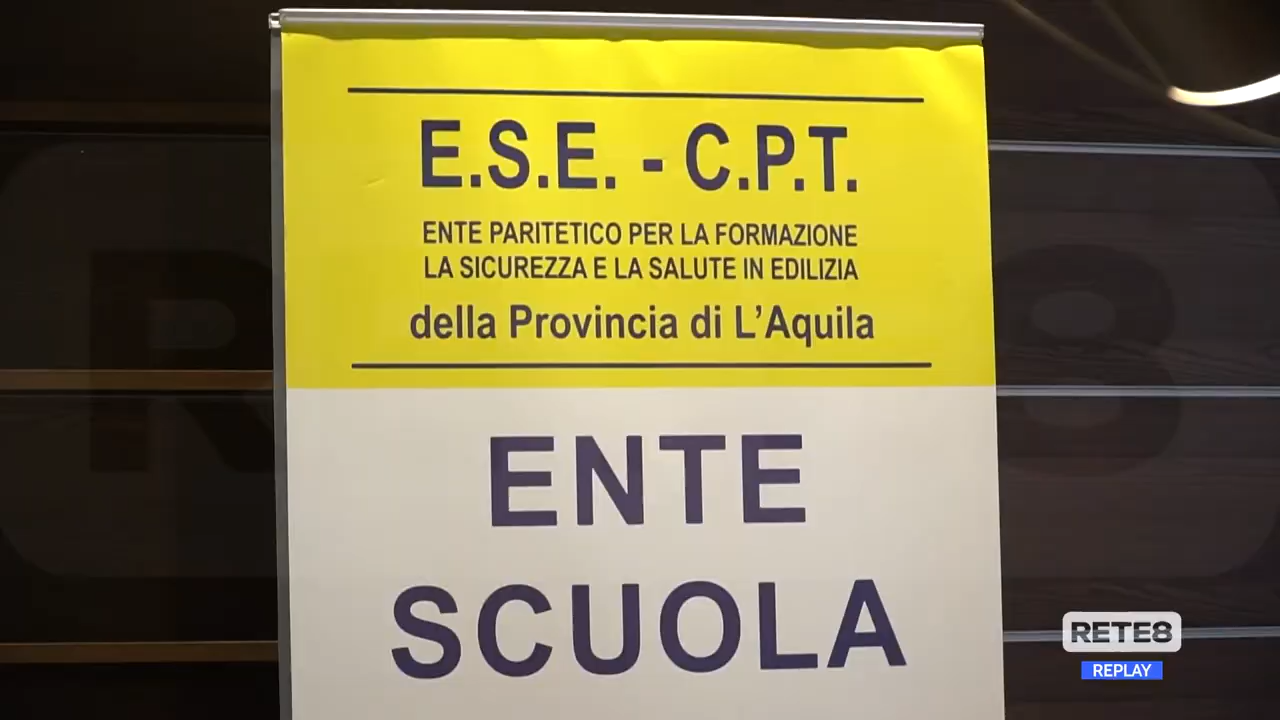 E.S.E. - C.P.T.
ENTE PARITETICO PER LA FORMAZIONE
LA SICUREZZA E LA SALUTE IN EDILIZIA
della Provincia di L'Aquila
ENTE
SCUOLA
RETE8
REPLAY